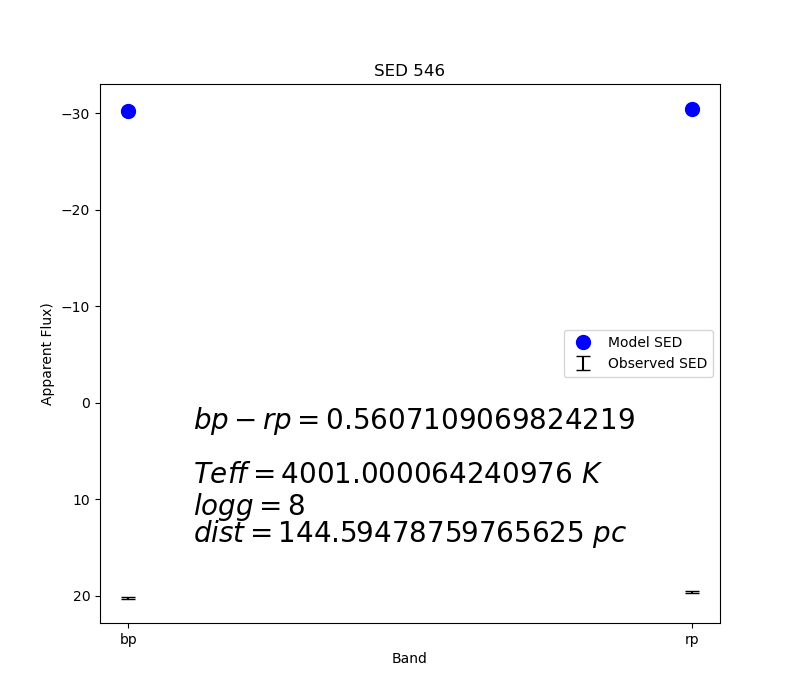 SED 546
−30
−20
−10
0
10
20
Apparent Flux)
Model SED
Observed SED
bp − rp = 0.5607109069824219
Teff = 4001.000064240976 K
logg = 8
dist = 144.59478759765625 pc
bp
rp
Band